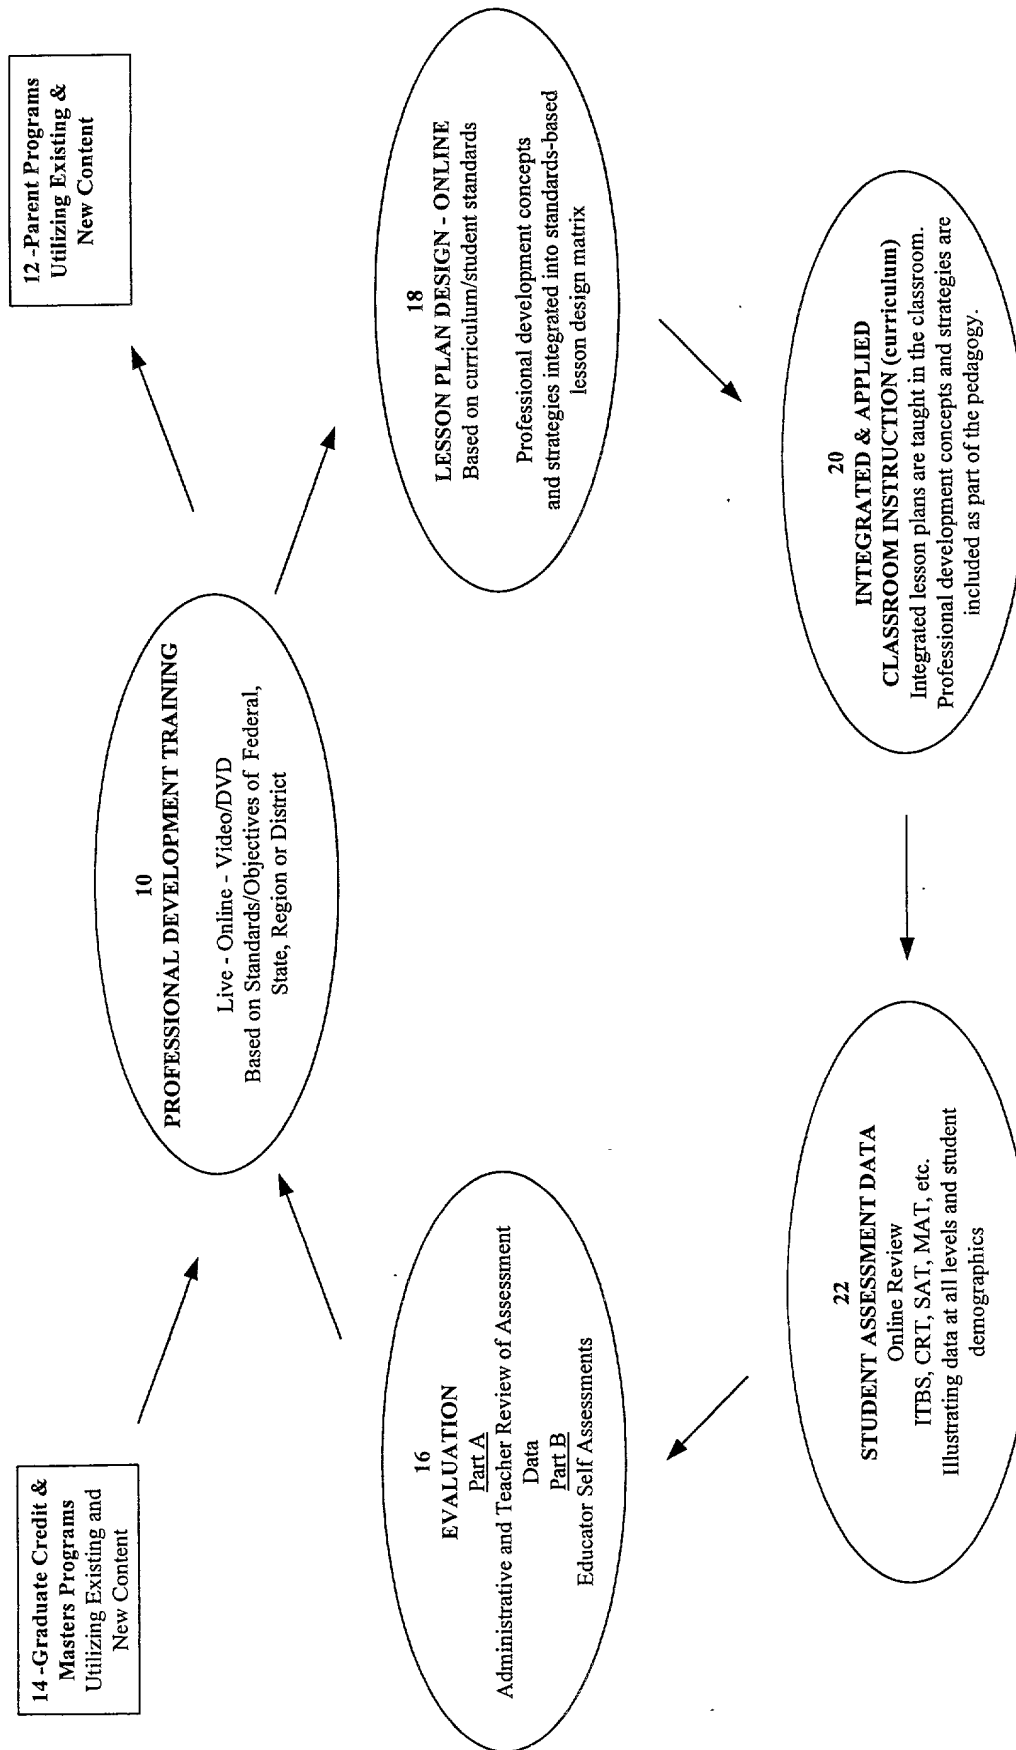 14 -Graduate Credit &
Masters Programs
Utilizing Existing and
New Content
12 -Parent Programs
Utilizing Existing &
New Content
10
PROFESSIONAL DEVELOPMENT TRAINING
Live - Online - Video/DVD
Based on Standards/Objectives of Federal,
State, Region or District
16
EVALUATION
Part A
Administrative and Teacher Review of Assessment
Data
Part B
Educator Self Assessments
18
LESSON PLAN DESIGN - ONLINE
Based on curriculum/student standards
Professional development concepts
and strategies integrated into standards-based
lesson design matrix
22
STUDENT ASSESSMENT DATA
Online Review
ITBS, CRT, SAT, MAT, etc.
Illustrating data at all levels and student
demographics
20
INTEGRATED & APPLIED
CLASSROOM INSTRUCTION (curriculum)
Integrated lesson plans are taught in the classroom.
Professional development concepts and strategies are
included as part of the pedagogy.